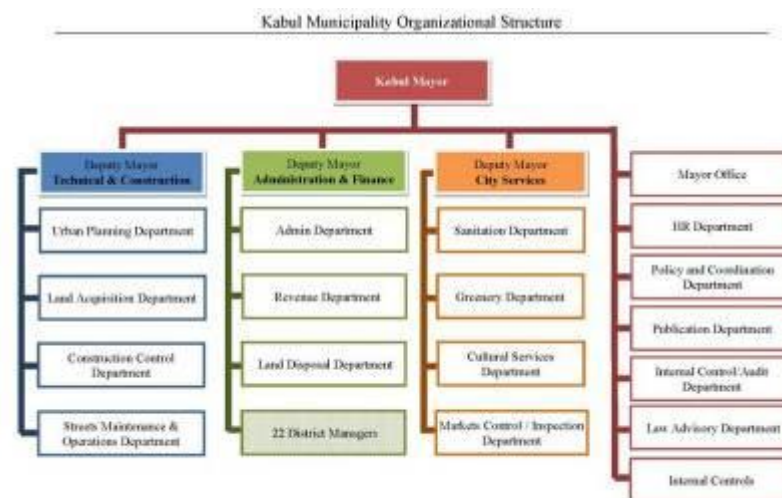 Kabul Municipality Organizational Structure
Kabul Mayor
Deputy Mayor
Technical & Construction
Urban Planning Department
Land Acquisition Department
Construction Control
Department
Streets Maintenance &
Operations Department
Deputy Mayor
Administration & Finance
Admin Department
Revenue Department
Land Disposal Department
22 District Managers
Deputy Mayor
City Services
Sanitation Department
Greenery Department
Cultural Services
Department
Markets Control / Inspection
Department
Mayor Office
HR Department
Policy and Coordination
Department
Publication Department
Internal Control/Audit
Department
Law Advisory Department
Internal Controls